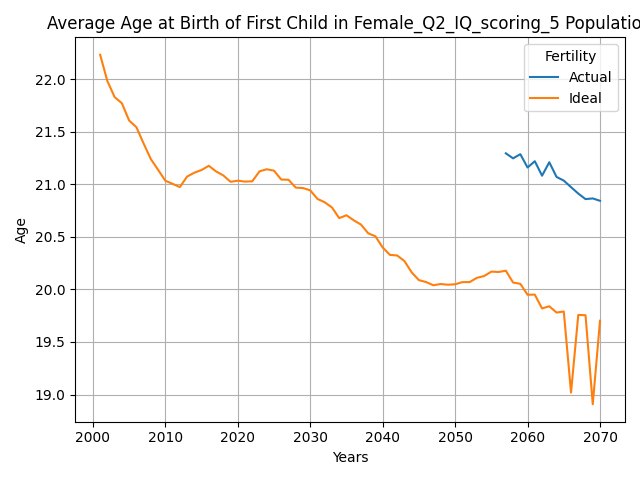 Average Age at Birth of First Child in Female_Q2_IQ_scoring_5 Populatio
Fertility
Actual
Ideal
22.0
21.5
21.0
20.5
20.0
19.5
19.0
Age
2000 2010 2020 2030 2040 2050 2060 2070
Years